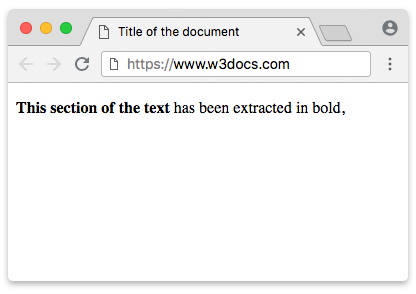 Title of the document
https://www.w3docs.com
This section of the text has been extracted in bold,